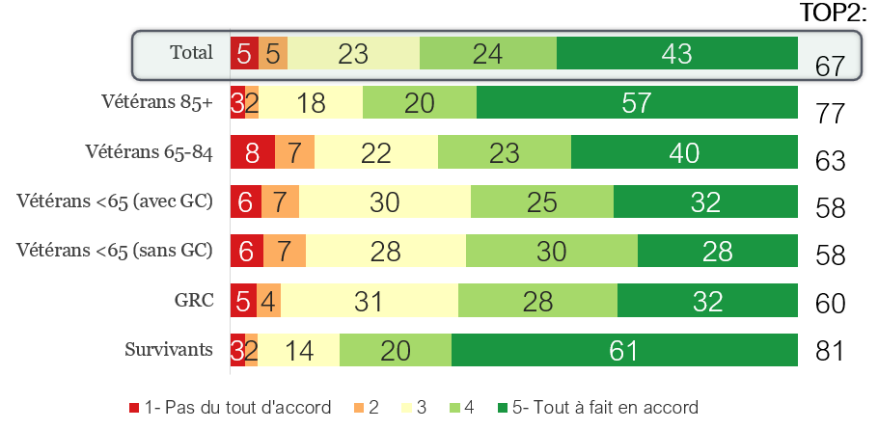 TOP2:
Total 5 5 23 24 43 67
Vétérans 85+ 3 2 18 20 57 77
Vétérans 65-84 8 7 22 23 40 63
Vétérans <65 (avec GC) 6 7 30 25 32 58
Vétérans <65 (sans GC) 6 7 28 30 28 58
GRC 5 4 31 28 32 60
Survivants 3 2 14 20 61 81
1- Pas du tout d'accord 2 3 4 5- Tout à fait en accord